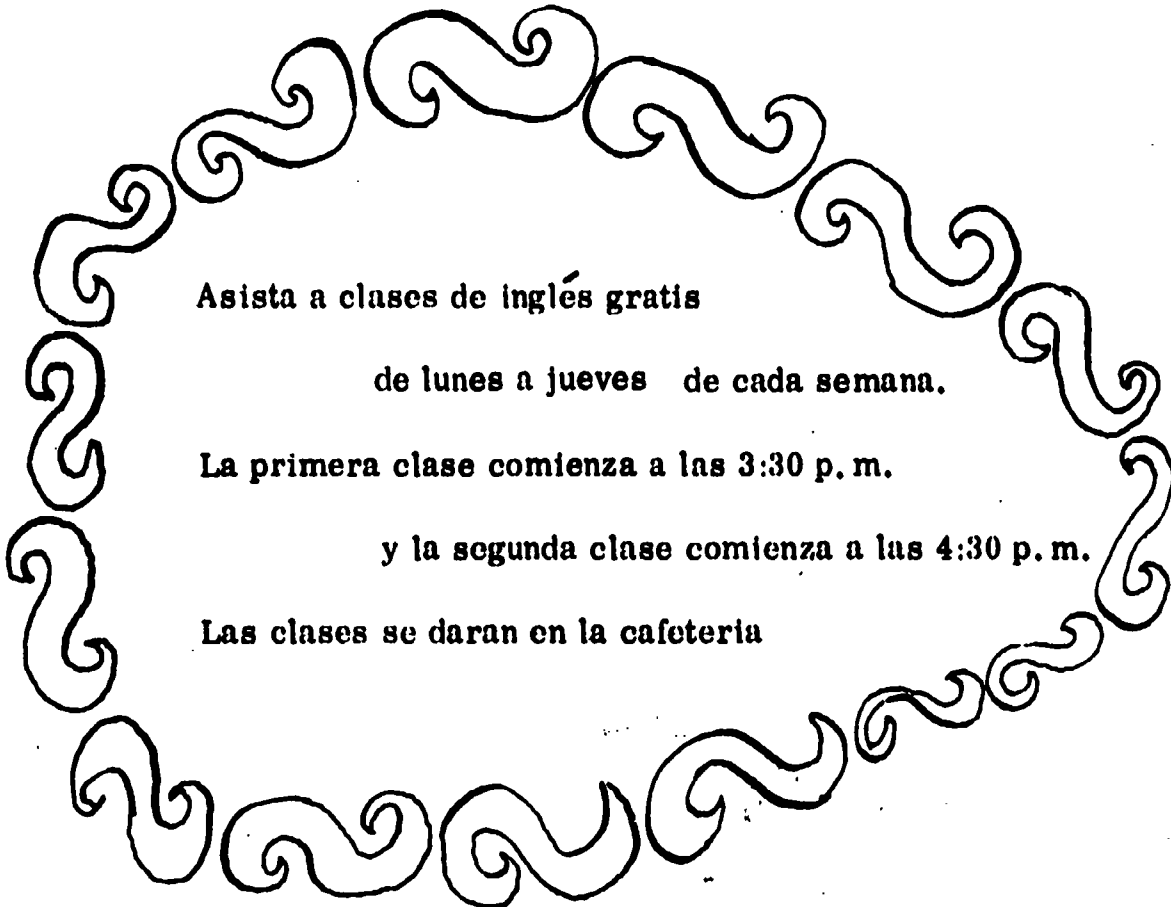 Asista a clases de inglés gratis
de lunes a jueves de cada semana.
La primera clase comienza a las 3:30 p. m.
y la segunda clase comienza a las 4:30 p. m.
Las clases se daran en la cafeteria